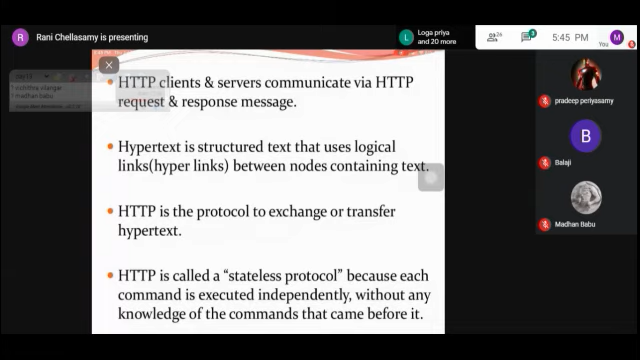 R Rani Chellasamy is presenting
L Loga priya
and 20 more
26
5:45 PM
You
M
HTTP clients & servers communicate via HTTP
request & response message.
Hypertext is structured text that uses logical
links(hyper links) between nodes containing text.
HTTP is the protocol to exchange or transfer
hypertext.
HTTP is called a “stateless protocol” because each
command is executed independently, without any
knowledge of the commands that came before it.
madhan babu
pradeep periyasamy
B
Balaji
Madhan Babu